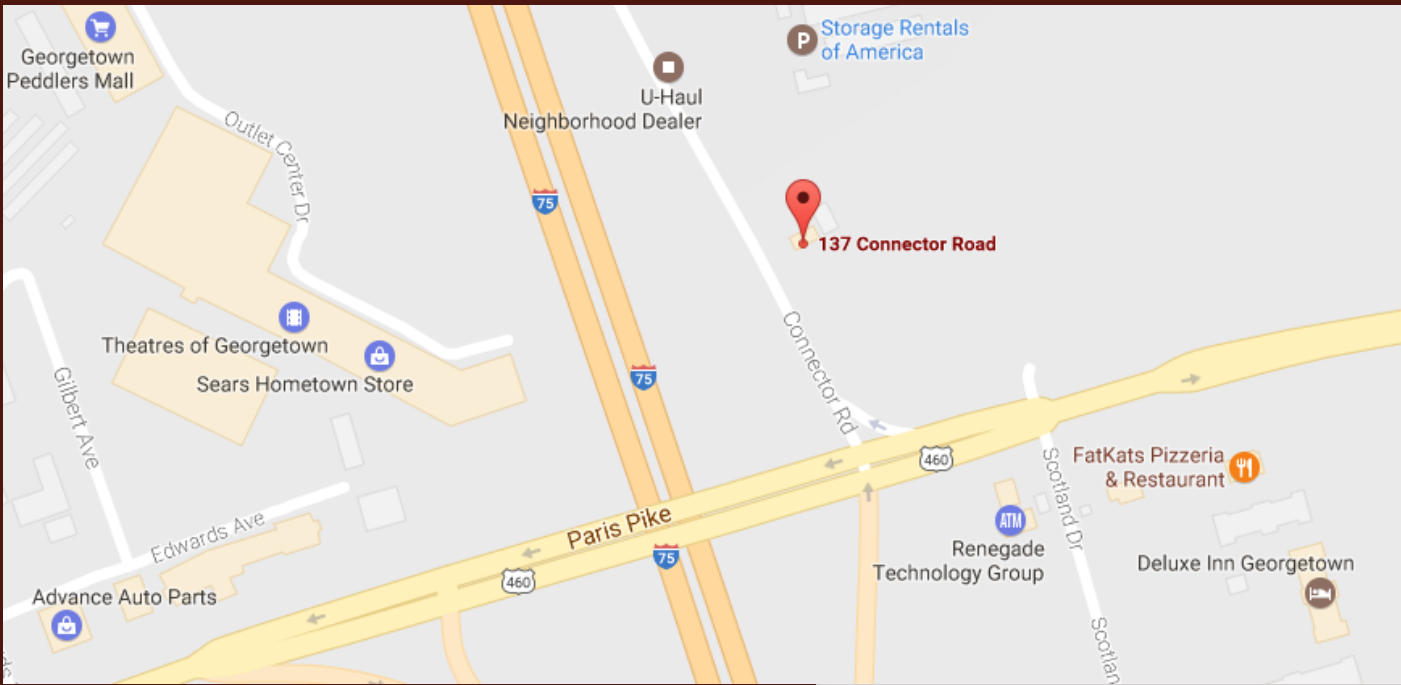 Georgetown
Peddlers Mall
Outlet Center Dr
U-Haul
Neighborhood Dealer
P
Storage Rentals
of America
75
137 Connector Road
Theatres of Georgetown
Sears Hometown Store
75
Connector Rd
Gilbert Ave
460
FatKats Pizzeria
& Restaurant
Scotland Dr
ATM
Renegade
Technology Group
Paris Pike
Edwards Ave
75
460
Deluxe Inn Georgetown
Advance Auto Parts
Scotlan